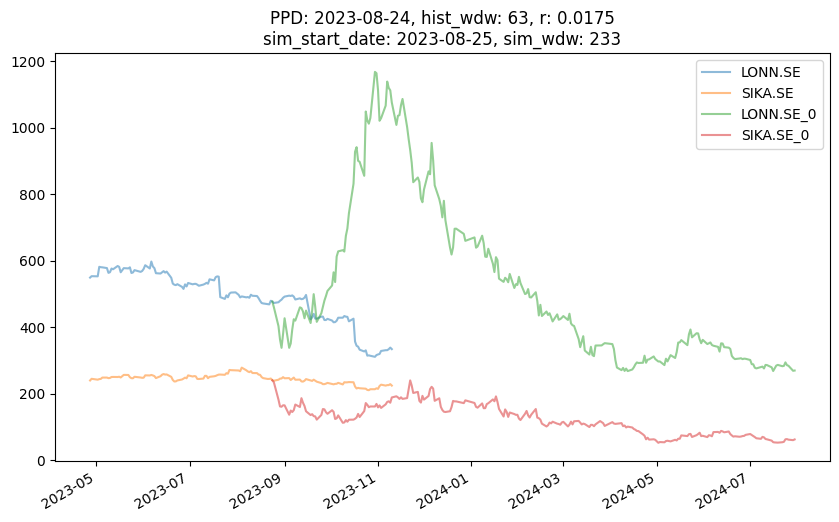 PPD: 2023-08-24, hist_wdw: 63, r: 0.0175
sim_start_date: 2023-08-25, sim_wdw: 233
1200
1000
800
600
400
200
0
LONN.SE
SIKA.SE
LONN.SE_0
SIKA.SE_0
2023-05
2023-07
2023-09
2023-11
2024-01
2024-03
2024-05
2024-07